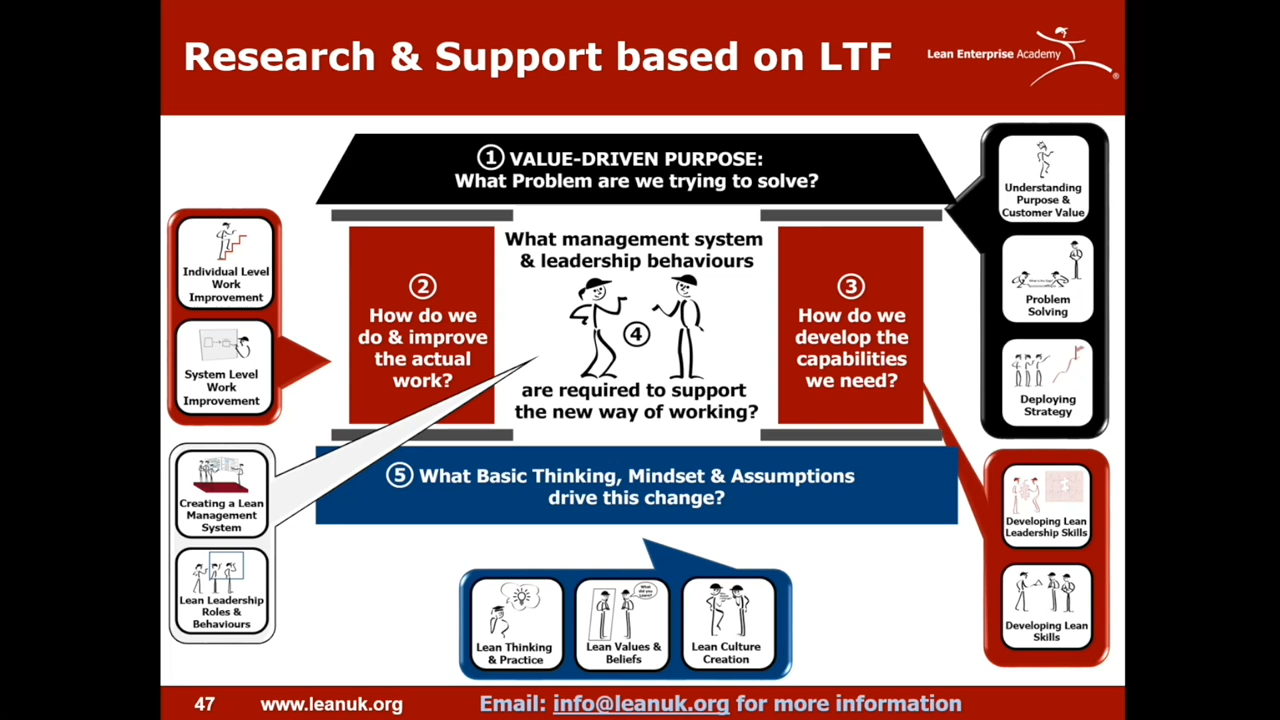 Research & Support based on LTF
Lean Enterprise Academy
®
① VALUE-DRIVEN PURPOSE:
What Problem are we trying to solve?
Individual Level
Work
Improvement
System Level
Work
Improvement
②
How do we
do & improve
the actual
work?
What management system
& leadership behaviours
④
are required to support
the new way of working?
③
How do we
develop the
capabilities
we need?
Understanding
Purpose &
Customer Value
Problem
Solving
Deploying
Strategy
Creating a Lean
Management
System
Lean Leadership
Roles &
Behaviours
⑤ What Basic Thinking, Mindset & Assumptions
drive this change?
Developing Lean
Leadership Skills
Developing Lean
Skills
Lean Thinking
& Practice
What
did you
Learn?
Lean Values &
Beliefs
Lean Culture
Creation
47
www.leanuk.org
Email: info@leanuk.org for more information